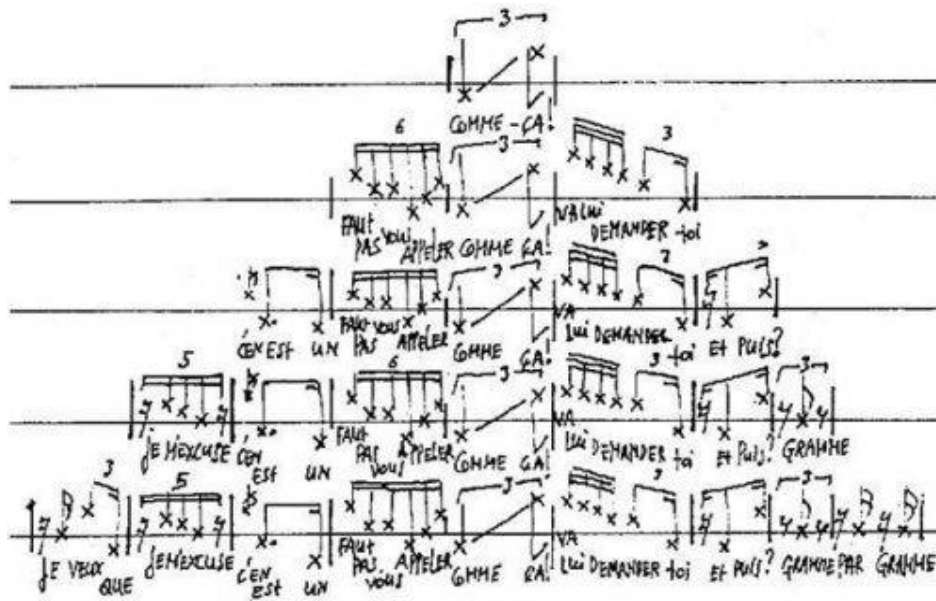 3
COMME-ÇA!
6 3 3
FAUT PAS VOUS APPELER COMME ÇA! VA LUI DEMANDER toi
3
C'EN EST UN FAUT PAS VOUS APPELER COMME ÇA! VA LUI DEMANDER toi ET PUIS?
5 6 3 3 3
JE M'EXCUSE C'EN EST UN FAUT PAS VOUS APPELER COMME ÇA! VA LUI DEMANDER toi ET PUIS? GRAMME
3 5 3 3
JE VEUX QUE JE M'EXCUSE C'EN EST UN FAUT PAS VOUS APPELER COMME ÇA! VA LUI DEMANDER toi ET PUIS? GRAMME PAR GRAMME